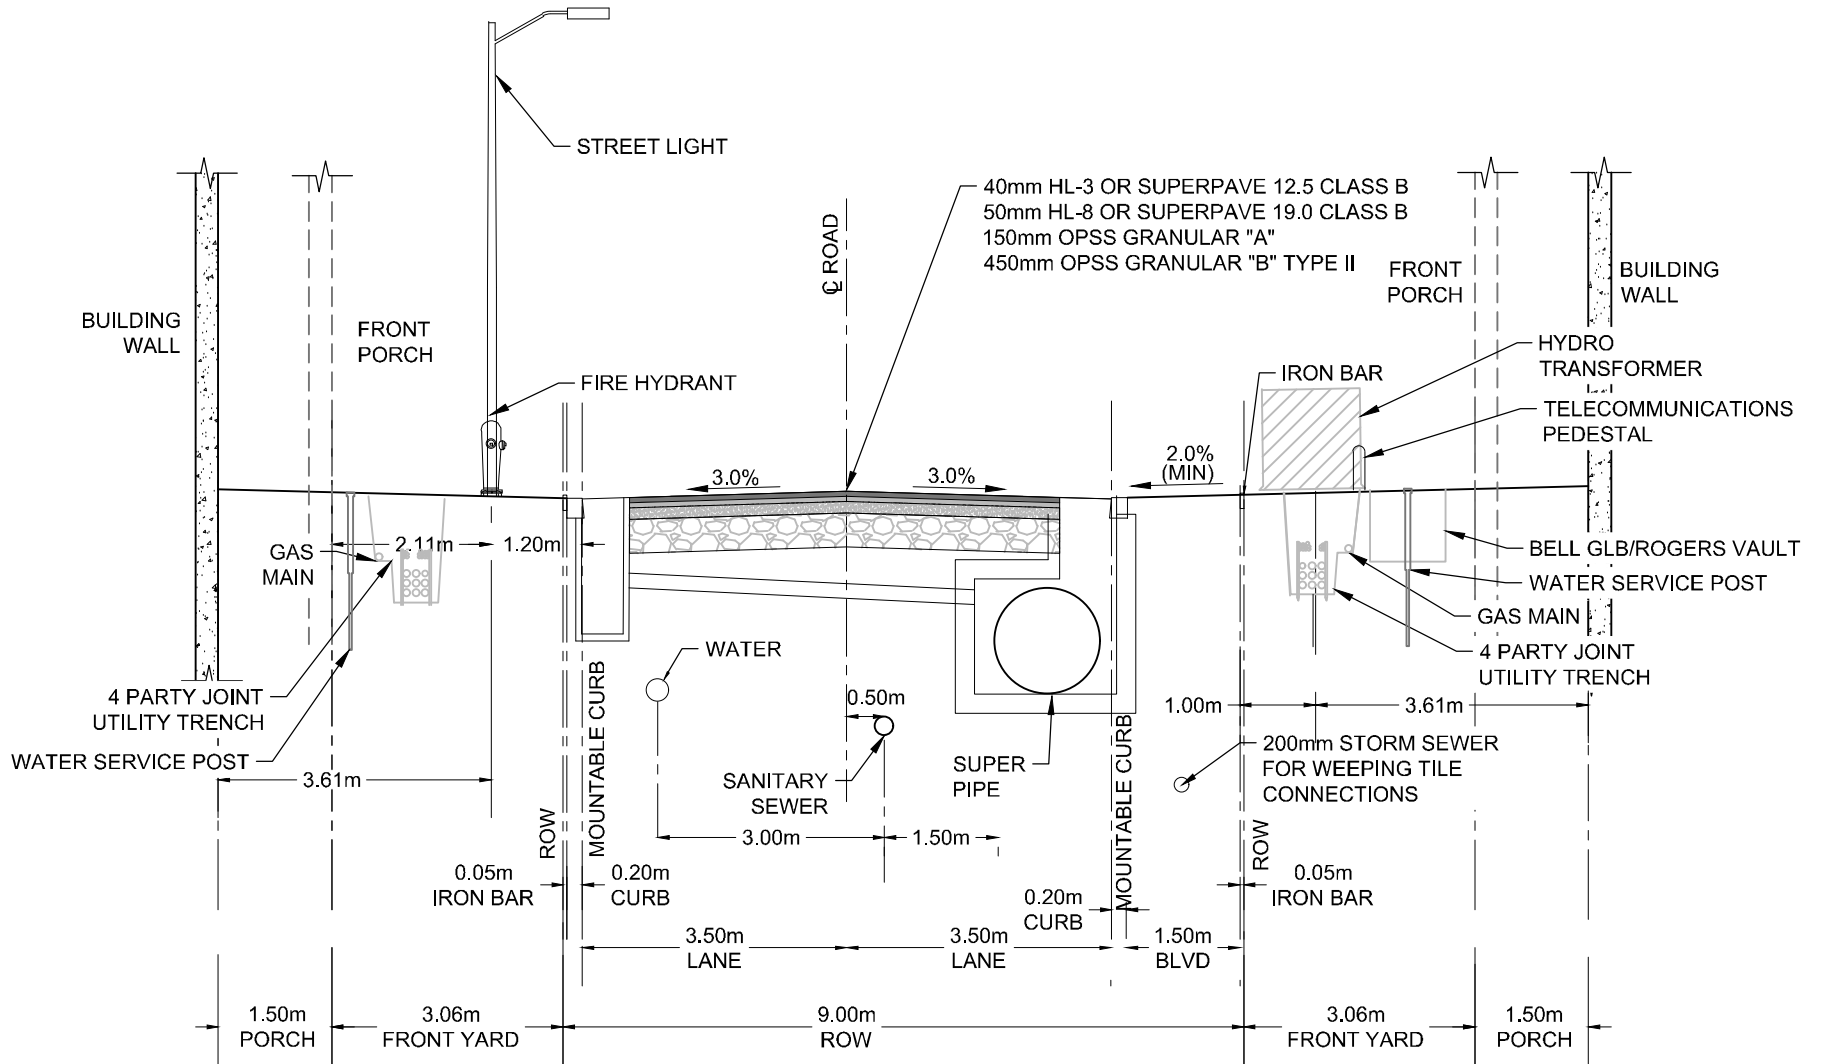 STREET LIGHT
40mm HL-3 OR SUPERPAVE 12.5 CLASS B
50mm HL-8 OR SUPERPAVE 19.0 CLASS B
150mm OPSS GRANULAR "A"
450mm OPSS GRANULAR "B" TYPE II
℄ ROAD
BUILDING
WALL
FRONT
PORCH
FIRE HYDRANT
FRONT
PORCH
BUILDING
WALL
HYDRO
TRANSFORMER
IRON BAR
TELECOMMUNICATIONS
PEDESTAL
3.0%
3.0%
2.0%
(MIN)
2.11m
1.20m
GAS
MAIN
BELL GLB/ROGERS VAULT
WATER SERVICE POST
GAS MAIN
4 PARTY JOINT
UTILITY TRENCH
WATER
4 PARTY JOINT
UTILITY TRENCH
WATER SERVICE POST
3.61m
MOUNTABLE CURB
0.50m
SANITARY
SEWER
SUPER
PIPE
MOUNTABLE CURB
1.00m
3.61m
200mm STORM SEWER
FOR WEEPING TILE
CONNECTIONS
ROW
3.00m
1.50m
ROW
0.05m
IRON BAR
0.20m
CURB
0.20m
CURB
0.05m
IRON BAR
3.50m
LANE
3.50m
LANE
1.50m
BLVD
1.50m
PORCH
3.06m
FRONT YARD
9.00m
ROW
3.06m
FRONT YARD
1.50m
PORCH